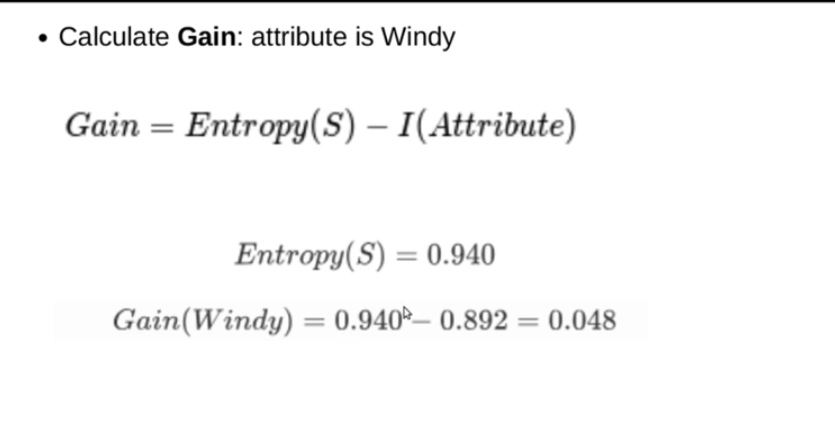 • Calculate Gain: attribute is Windy
Gain = Entropy(S) – I(Attribute)
Entropy(S) = 0.940
Gain(Windy) = 0.940 – 0.892 = 0.048